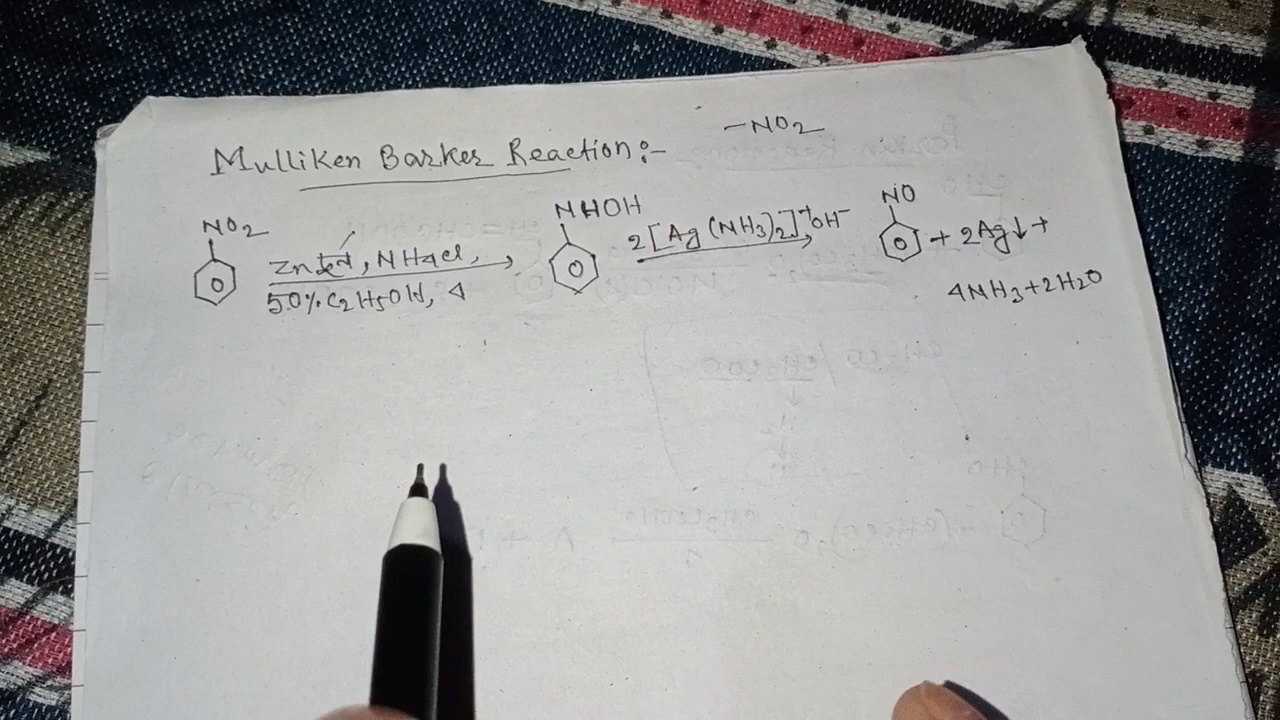 -NO2
Mulliken Barker Reaction:-
NO2
Zn, NH4Cl,
50% C2H5OH, Δ
NHOH
2[Ag(NH3)2]+OH-
NO
+ 2Ag↓ +
4NH3+2H2O